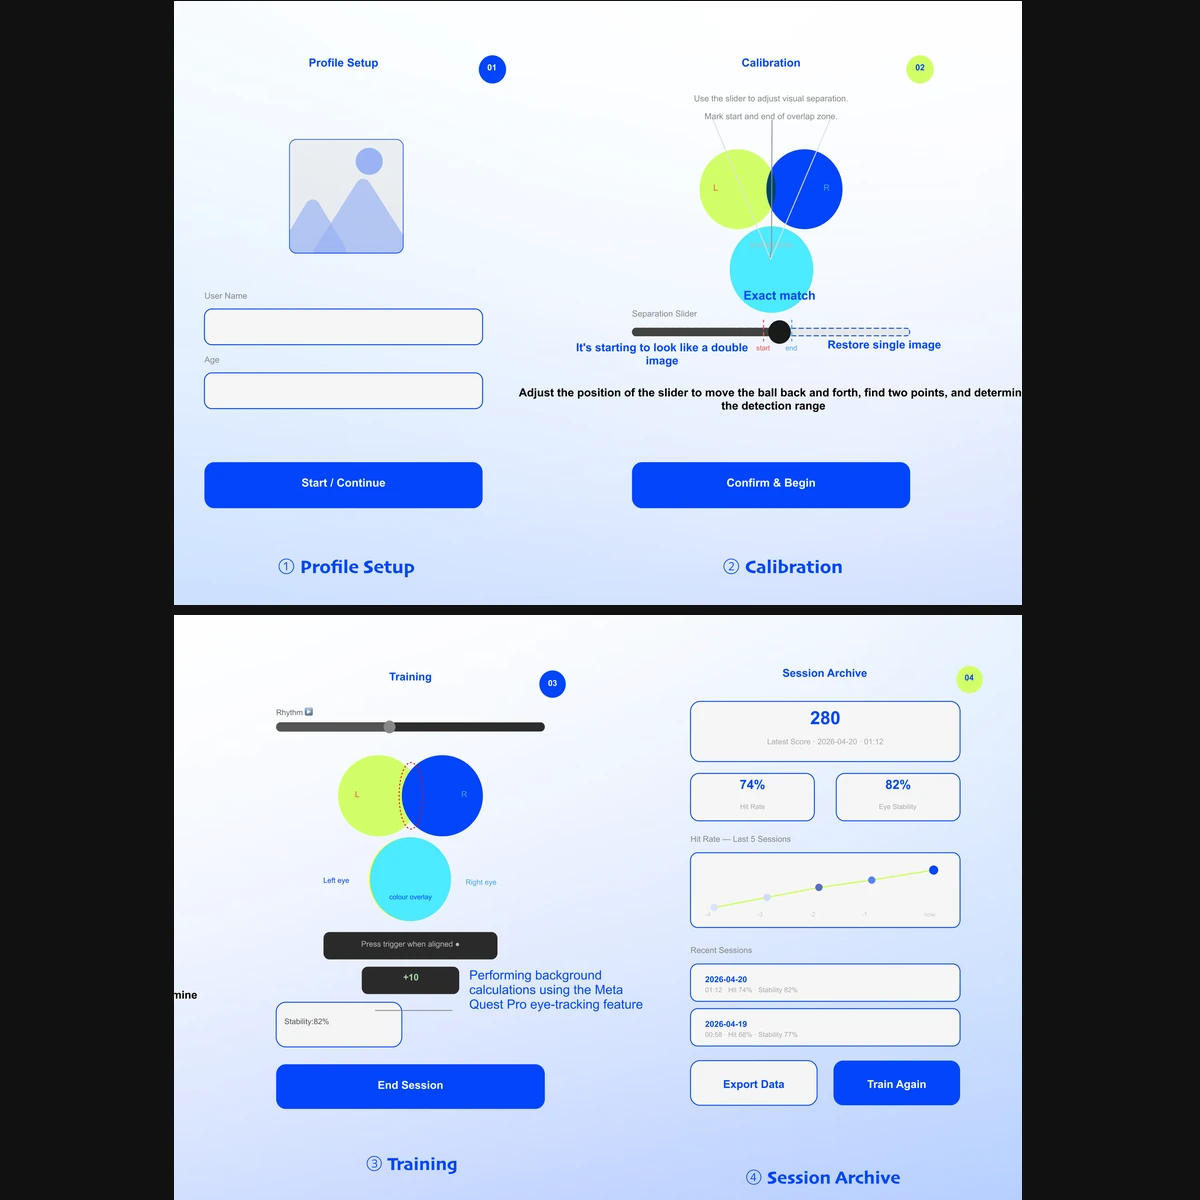 Profile Setup
01
User Name
Age
Start / Continue
① Profile Setup
Calibration
02
Use the slider to adjust visual separation.
Mark start and end of overlap zone.
L
R
Exact match
Separation Slider
It's starting to look like a double
image
start
end
Restore single image
Adjust the position of the slider to move the ball back and forth, find two points, and determin
the detection range
Confirm & Begin
② Calibration
Training
03
Rhythm
L
R
Left eye
Right eye
colour overlay
Press trigger when aligned ●
+10
Performing background
calculations using the Meta
Quest Pro eye-tracking feature
mine
Stability:82%
End Session
③ Training
Session Archive
04
280
Latest Score · 2026-04-20 · 01:12
74%
Hit Rate
82%
Eye Stability
Hit Rate — Last 5 Sessions
-4
-3
-2
-1
now
Recent Sessions
2026-04-20
01:12 · Hit 74% · Stability 82%
2026-04-19
00:58 · Hit 68% · Stability 77%
Export Data
Train Again
④ Session Archive